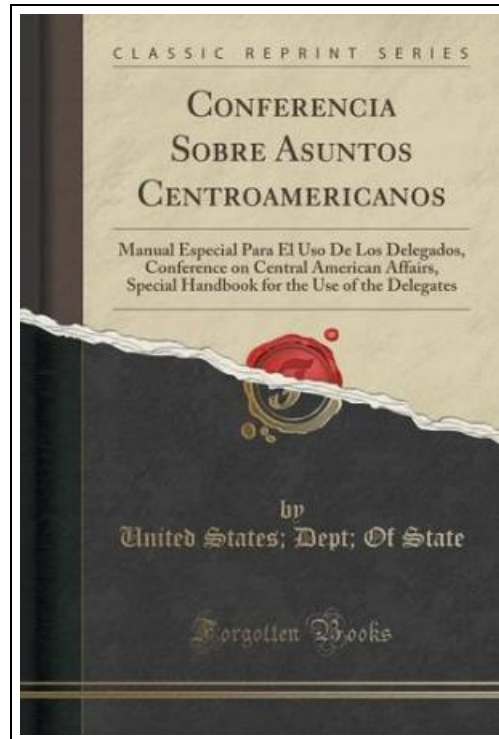 CLASSIC REPRINT SERIES
CONFERENCIA
SOBRE ASUNTOS
CENTROAMERICANOS
Manual Especial Para El Uso De Los Delegados,
Conference on Central American Affairs,
Special Handbook for the Use of the Delegates
F
by
United States; Dept; Of State
Forgotten Books